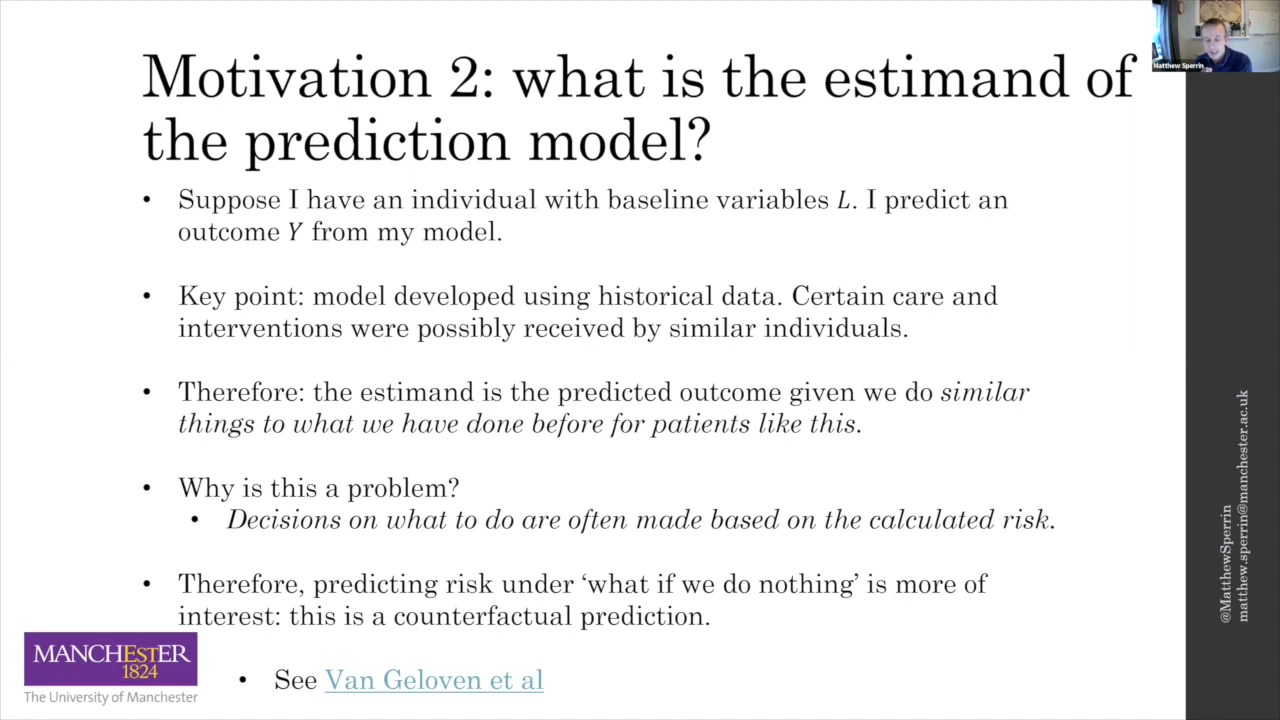 Motivation 2: what is the estimand of
the prediction model?
• Suppose I have an individual with baseline variables L. I predict an
outcome Y from my model.
• Key point: model developed using historical data. Certain care and
interventions were possibly received by similar individuals.
• Therefore: the estimand is the predicted outcome given we do similar
things to what we have done before for patients like this.
• Why is this a problem?
• Decisions on what to do are often made based on the calculated risk.
• Therefore, predicting risk under ‘what if we do nothing’ is more of
interest: this is a counterfactual prediction.
• See Van Geloven et al
MANCHESTER
1824
The University of Manchester
Matthew Sperrin
@MatthewSperrin
matthew.sperrin@manchester.ac.uk